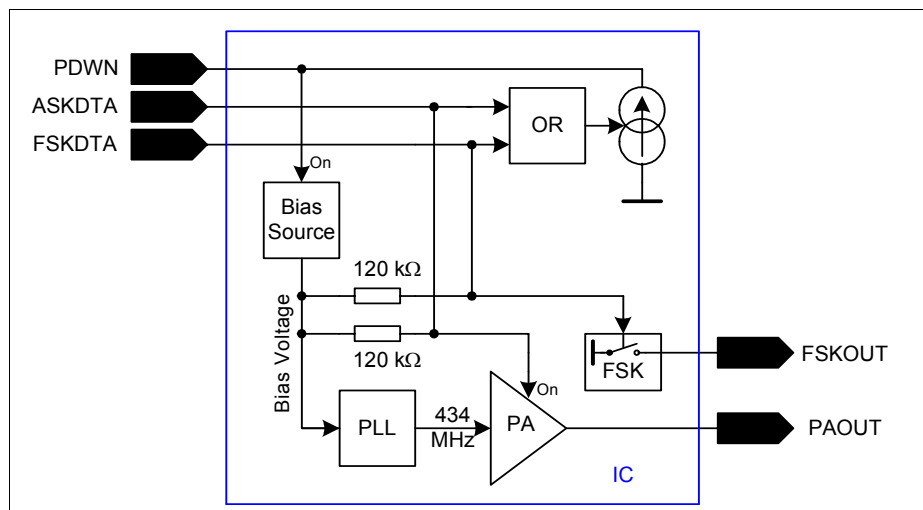 PDWN
ASKDTA
FSKDTA
OR
On
Bias
Source
120 kΩ
Bias Voltage
120 kΩ
FSK
FSKOUT
On
PLL
434
MHz
PA
PAOUT
IC